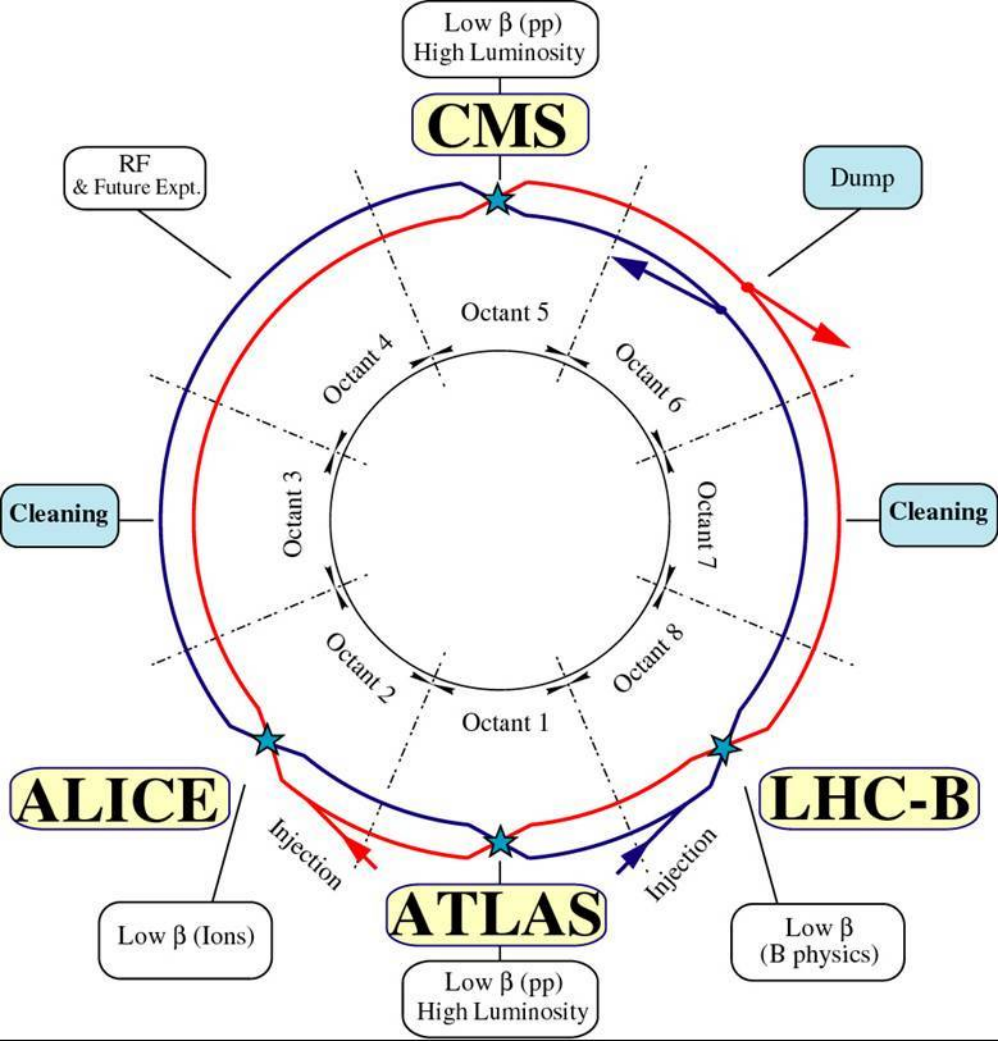 Low β (pp)
High Luminosity
CMS
RF
& Future Expt.
Dump
Octant 5
Octant 4
Octant 6
Cleaning
Octant 3
Octant 7
Cleaning
Octant 2
Octant 8
Octant 1
ALICE
LHC-B
Injection
Injection
ATLAS
Low β (Ions)
Low β
(B physics)
Low β (pp)
High Luminosity